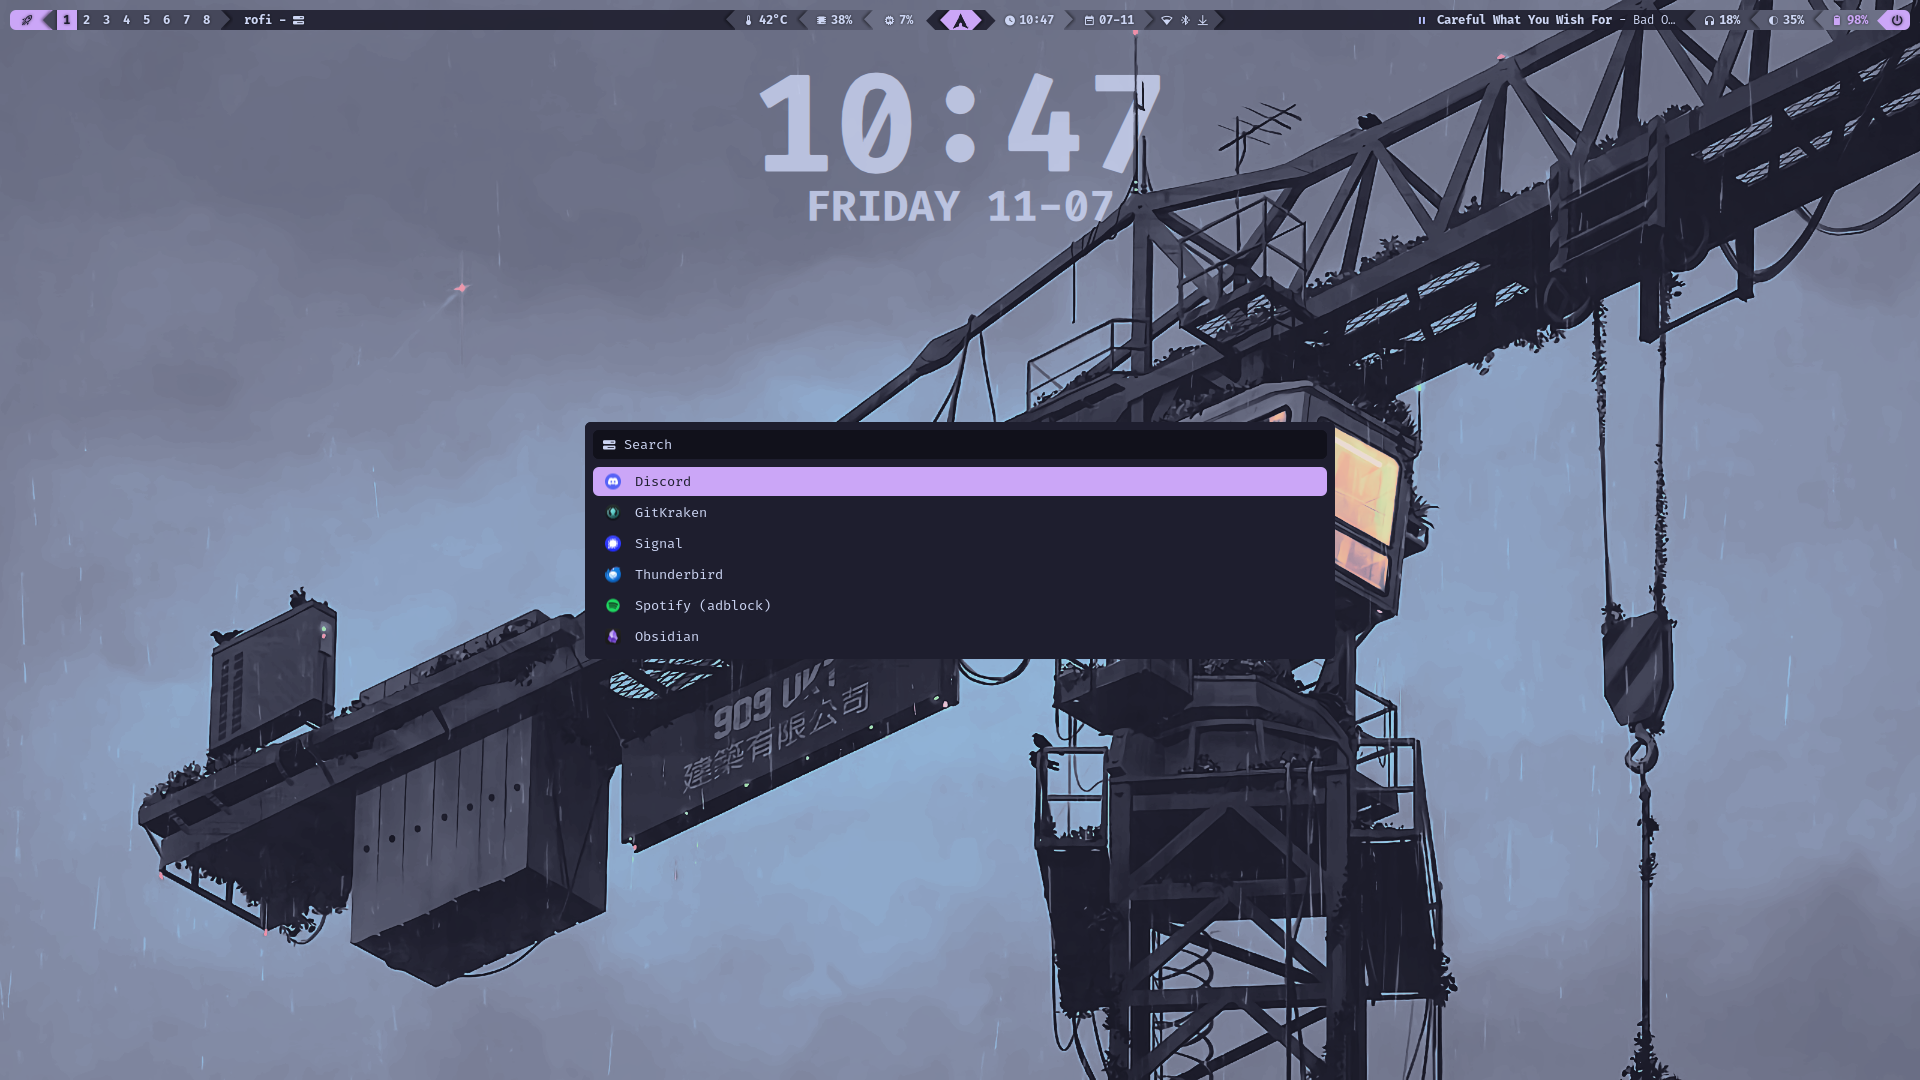 1 2 3 4 5 6 7 8 rofi - 42°C 38% 7% 10:47 07-11 Careful What You Wish For - Bad O... 18% 35% 98%
10:47
FRIDAY 11-07
Search
Discord
GitKraken
Signal
Thunderbird
Spotify (adblock)
Obsidian
909
建築有限公司